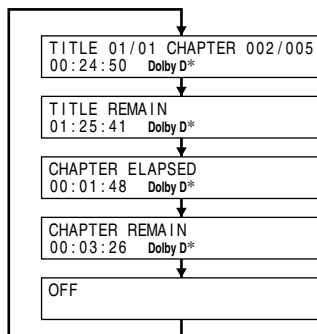 TITLE 01/01 CHAPTER 002/005
00:24:50 Dolby D*
TITLE REMAIN
01:25:41 Dolby D*
CHAPTER ELAPSED
00:01:48 Dolby D*
CHAPTER REMAIN
00:03:26 Dolby D*
OFF